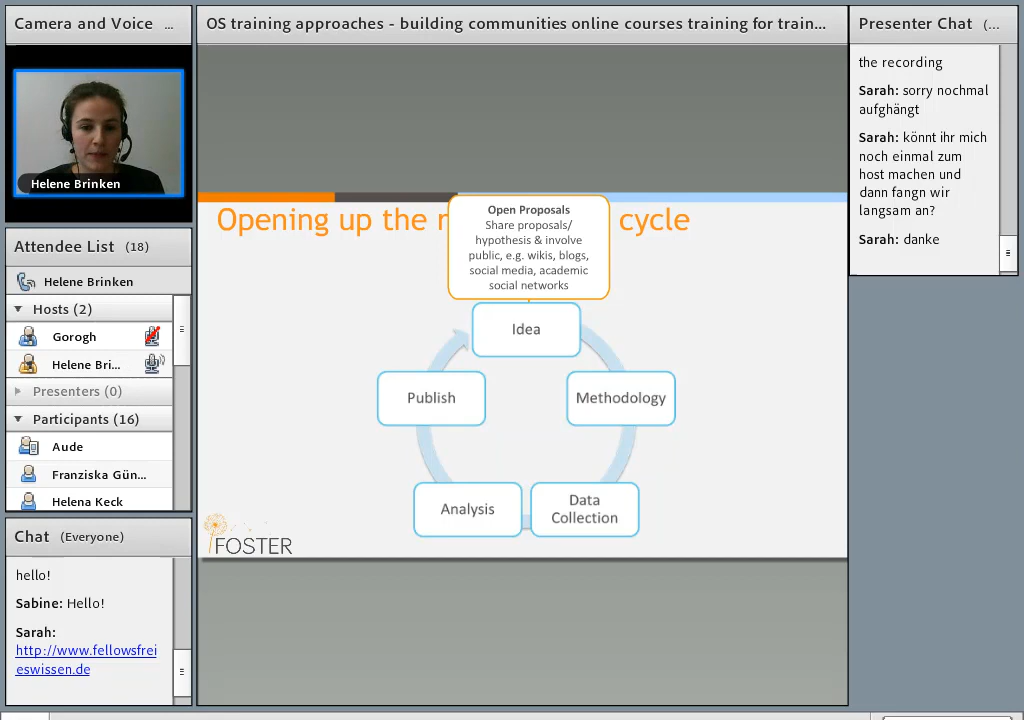 Camera and Voice ...
Helene Brinken
Attendee List (18)
Helene Brinken
Hosts (2)
Gorogh
Helene Bri...
Presenters (0)
Participants (16)
Aude
Franziska Gün...
Helena Keck
Chat (Everyone)
hello!
Sabine: Hello!
Sarah:
http://www.fellowsfrei
eswissen.de
OS training approaches - building communities online courses training for train...
Opening up the r cycle
Open Proposals
Share proposals/
hypothesis & involve
public, e.g. wikis, blogs,
social media, academic
social networks
Idea
Publish
Methodology
Analysis
Data
Collection
FOSTER
Presenter Chat (...
the recording
Sarah: sorry nochmal
aufghängt
Sarah: könnt ihr mich
noch einmal zum
host machen und
dann fangn wir
langsam an?
Sarah: danke